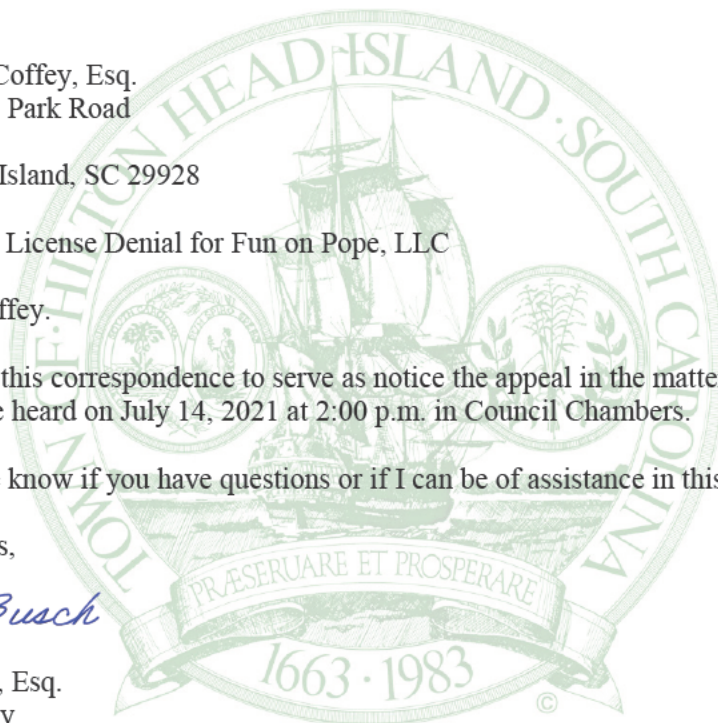 Coffey, Esq.
Park Road
Island, SC 29928
License Denial for Fun on Pope, LLC
ffey.
this correspondence to serve as notice the appeal in the matte
e heard on July 14, 2021 at 2:00 p.m. in Council Chambers.
know if you have questions or if I can be of assistance in this
s,
Busch
, Esq.
y
TOWN OF HILTON HEAD ISLAND · SOUTH CAROLINA
PRÆSERUARE ET PROSPERARE
1663 · 1983
©